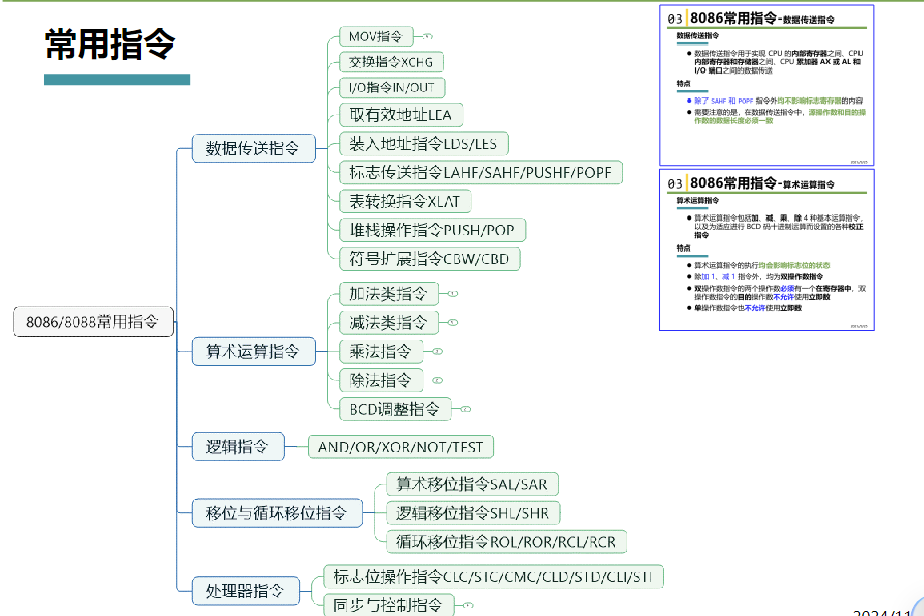 常用指令
8086/8088常用指令
数据传送指令
MOV指令
交换指令XCHG
I/O指令IN/OUT
取有效地址LEA
装入地址指令LDS/LES
标志传送指令LAHF/SAHF/PUSHF/POPF
表转换指令XLAT
堆栈操作指令PUSH/POP
符号扩展指令CBW/CBD
算术运算指令
加法类指令
减法类指令
乘法指令
除法指令
BCD调整指令
逻辑指令
AND/OR/XOR/NOT/TEST
移位与循环移位指令
算术移位指令SAL/SAR
逻辑移位指令SHL/SHR
循环移位指令ROL/ROR/RCL/RCR
处理器指令
标志位操作指令CLC/STC/CMC/CLD/STD/CLI/STI
同步与控制指令
03 8086常用指令-数据传送指令
数据传送指令
● 数据传送指令用于实现 CPU 的内部寄存器之间、CPU
内部寄存器和存储器之间、CPU 累加器 AX 或 AL 和
I/O 端口之间的数据传送
特点
● 除了 SAHF 和 POPF 指令外均不影响标志寄存器的内容
● 需要注意的是，在数据传送指令中，源操作数和目的操
作数的数据长度必须一致
03 8086常用指令-算术运算指令
算术运算指令
● 算术运算指令包括加、减、乘、除 4 种基本运算指令，
以及为适应进行 BCD 码十进制运算而设置的各种校正
指令
特点
● 算术运算指令的执行均会影响标志位的状态
● 除加 1、减 1 指令外，均为双操作数指令
● 双操作数指令的两个操作数必须有一个在寄存器中，双
操作数指令的目的操作数不允许使用立即数
● 单操作数指令也不允许使用立即数
2024/11